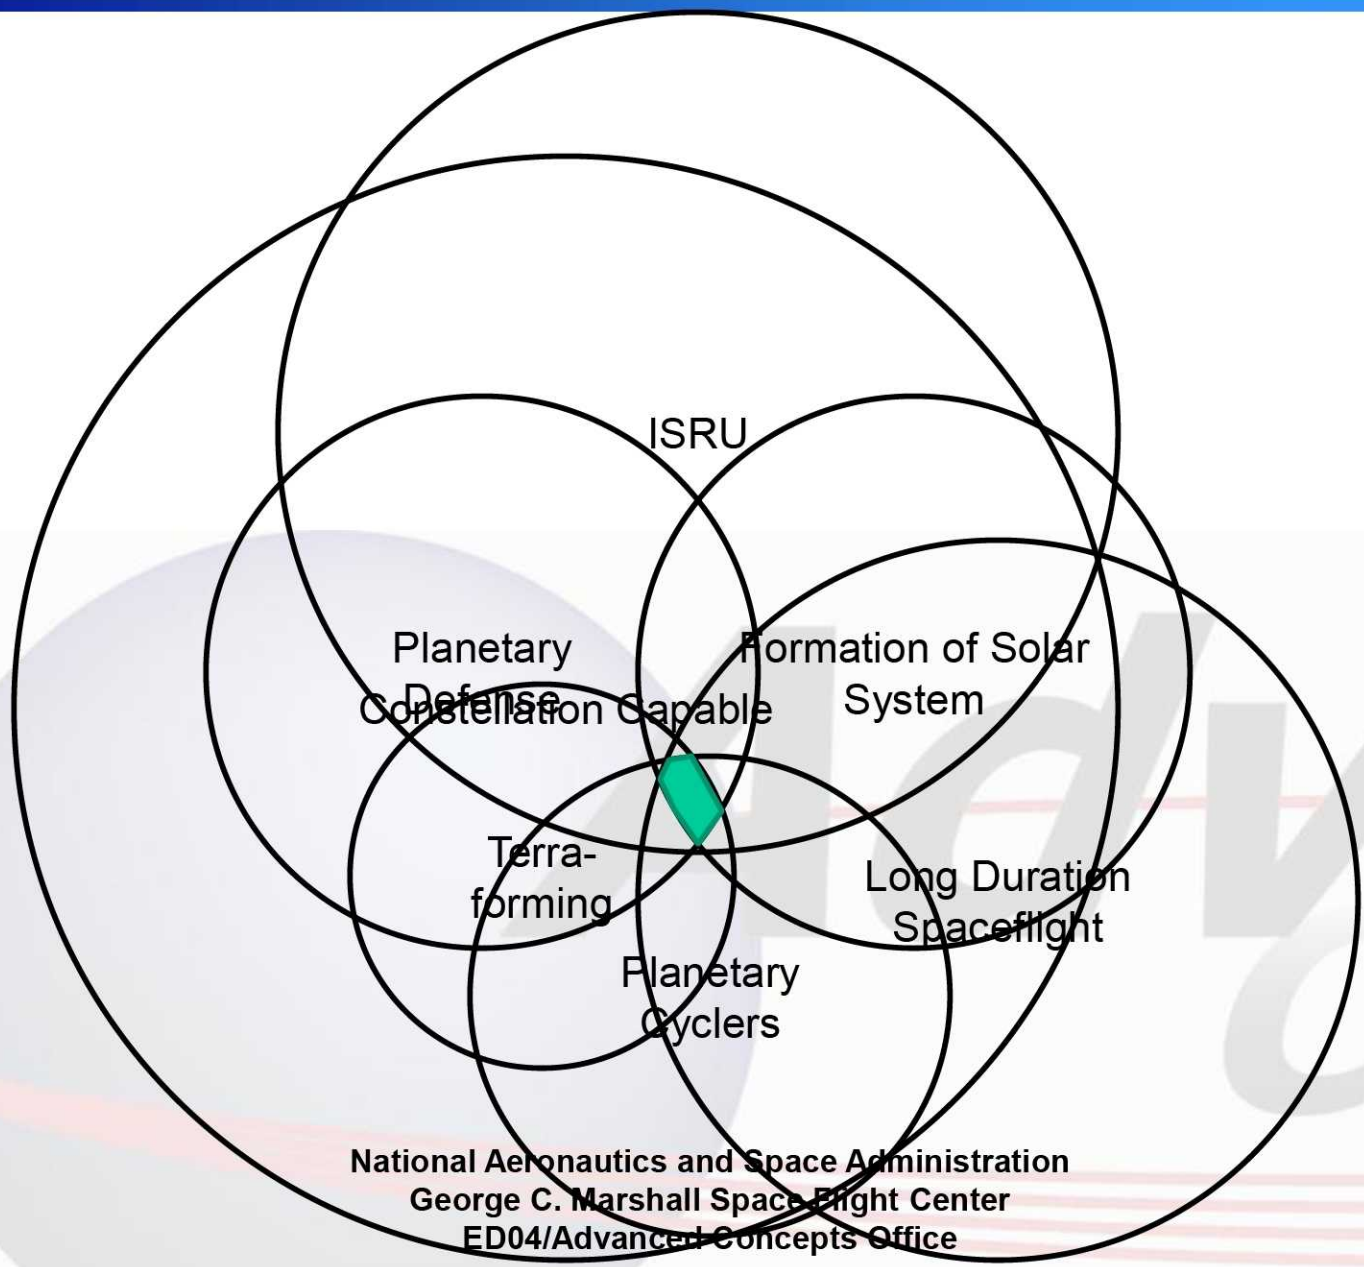 ISRU
Planetary
Defense
Constellation Capable
Formation of Solar
System
Terra-
forming
Long Duration
Spaceflight
Planetary
Cyclers
National Aeronautics and Space Administration
George C. Marshall Space Flight Center
ED04/Advanced Concepts Office